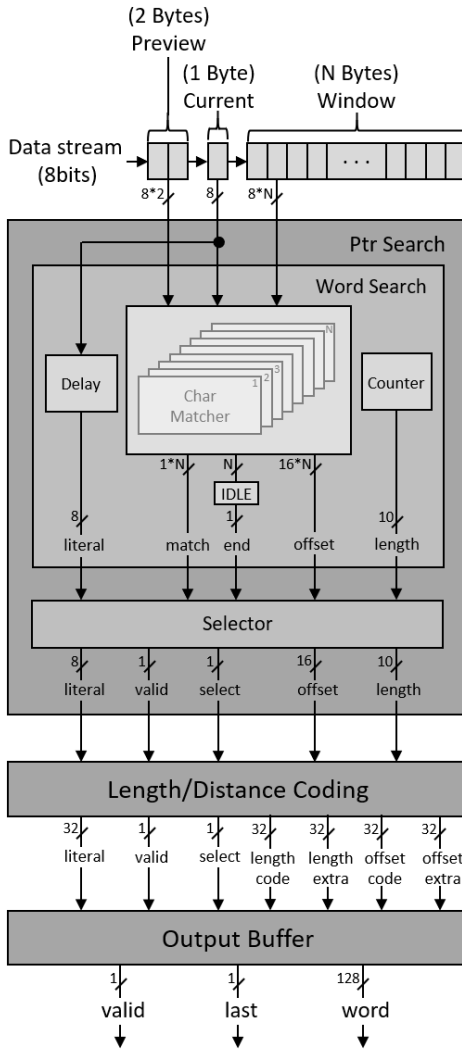 (2 Bytes)
Preview
(1 Byte)
Current
(N Bytes)
Window
Data stream
(8bits)
. . .
8*2
8
8*N
Ptr Search
Word Search
Delay
Char
Matcher
1
2
3
N
Counter
1*N
N
16*N
IDLE
8
1
10
literal
match
end
offset
length
Selector
8
1
1
16
10
literal
valid
select
offset
length
Length/Distance Coding
32
1
1
32
32
32
32
literal
valid
select
length
code
length
extra
offset
code
offset
extra
Output Buffer
1
1
128
valid
last
word